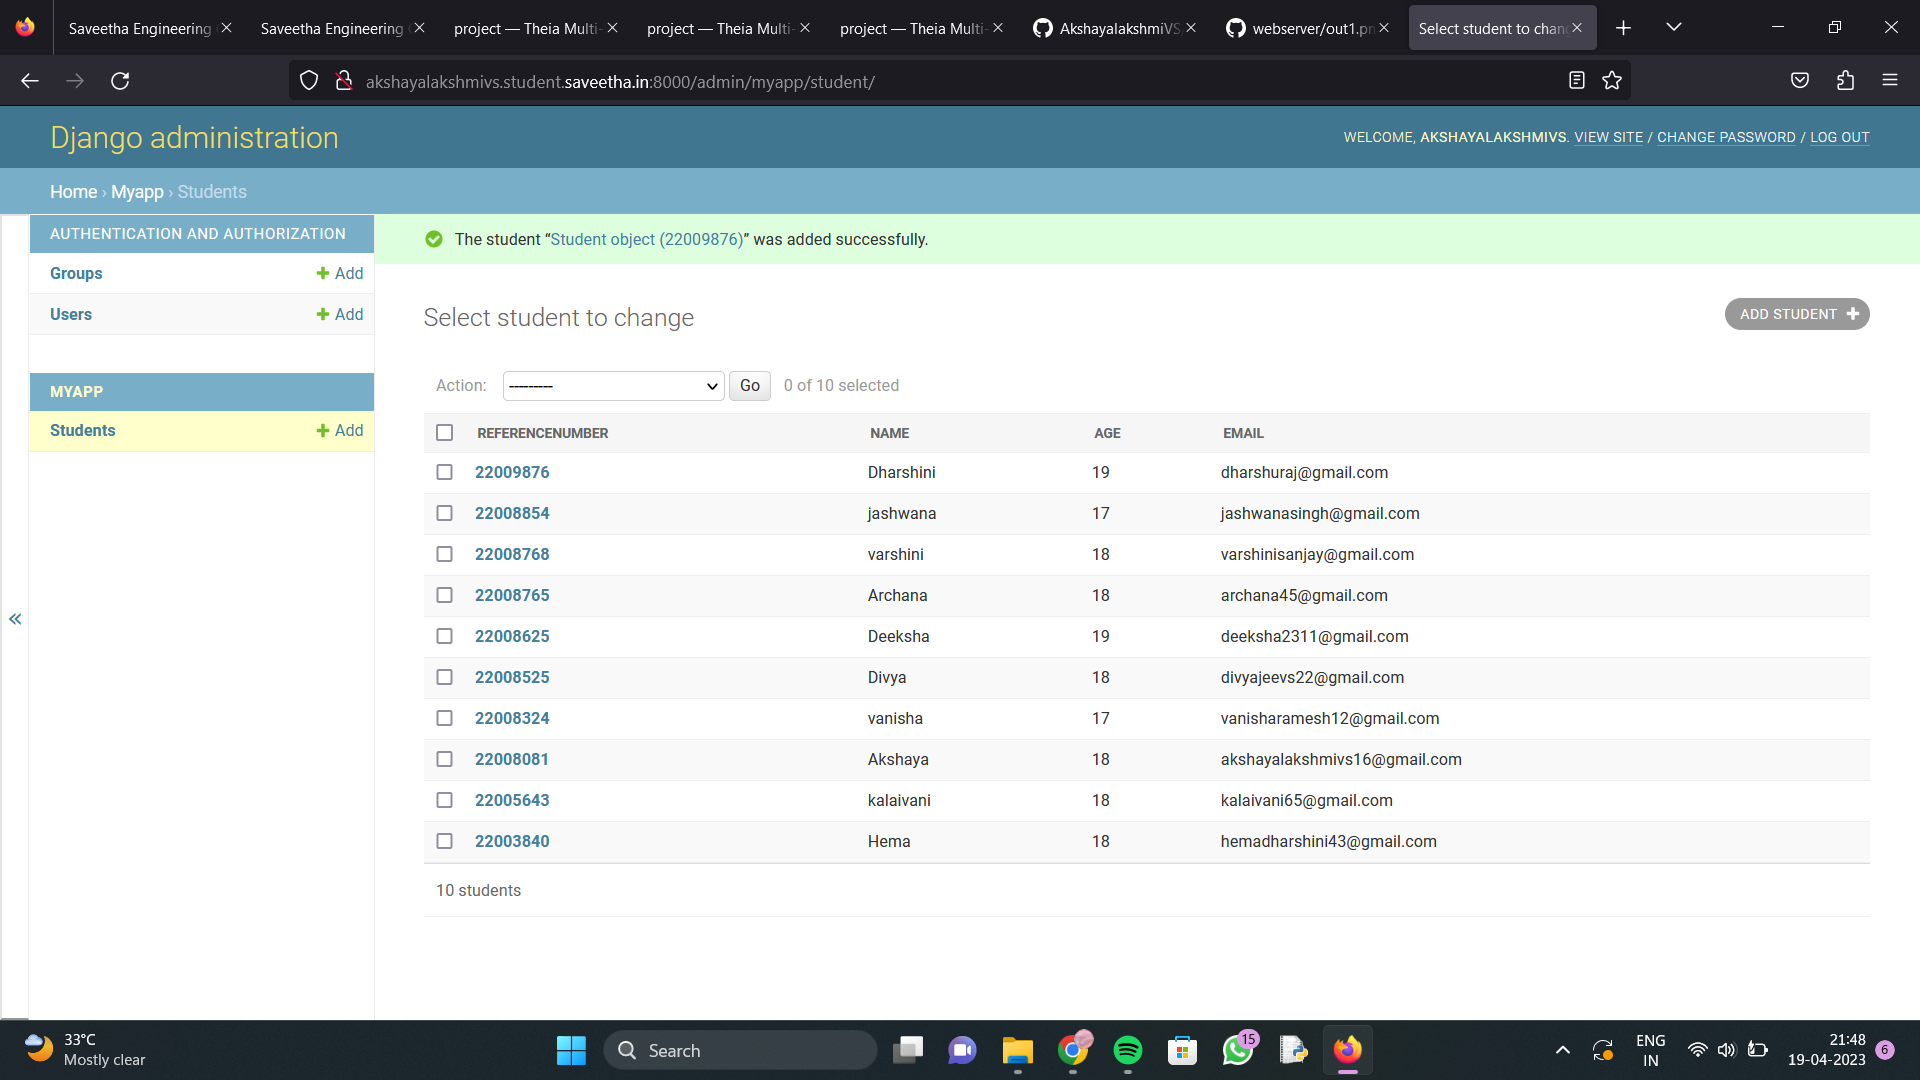 Saveetha Engineering
Saveetha Engineering
project — Theia Multi-
project — Theia Multi-
project — Theia Multi-
AkshayalakshmiVS
webserver/out1.pn
Select student to chang
akshayalakshmivs.student.saveetha.in:8000/admin/myapp/student/
Django administration
WELCOME, AKSHAYALAKSHMIVS. VIEW SITE / CHANGE PASSWORD / LOG OUT
Home › Myapp › Students
AUTHENTICATION AND AUTHORIZATION
Groups + Add
Users + Add
MYAPP
Students + Add
«
The student “Student object (22009876)” was added successfully.
Select student to change
ADD STUDENT +
Action: --------- Go 0 of 10 selected
REFERENCENUMBER NAME AGE EMAIL
22009876 Dharshini 19 dharshuraj@gmail.com
22008854 jashwana 17 jashwanasingh@gmail.com
22008768 varshini 18 varshinisanjay@gmail.com
22008765 Archana 18 archana45@gmail.com
22008625 Deeksha 19 deeksha2311@gmail.com
22008525 Divya 18 divyajeevs22@gmail.com
22008324 vanisha 17 vanisharamesh12@gmail.com
22008081 Akshaya 18 akshayalakshmivs16@gmail.com
22005643 kalaivani 18 kalaivani65@gmail.com
22003840 Hema 18 hemadharshini43@gmail.com
10 students
33°C
Mostly clear
Search
15
ENG
IN
21:48
19-04-2023
6